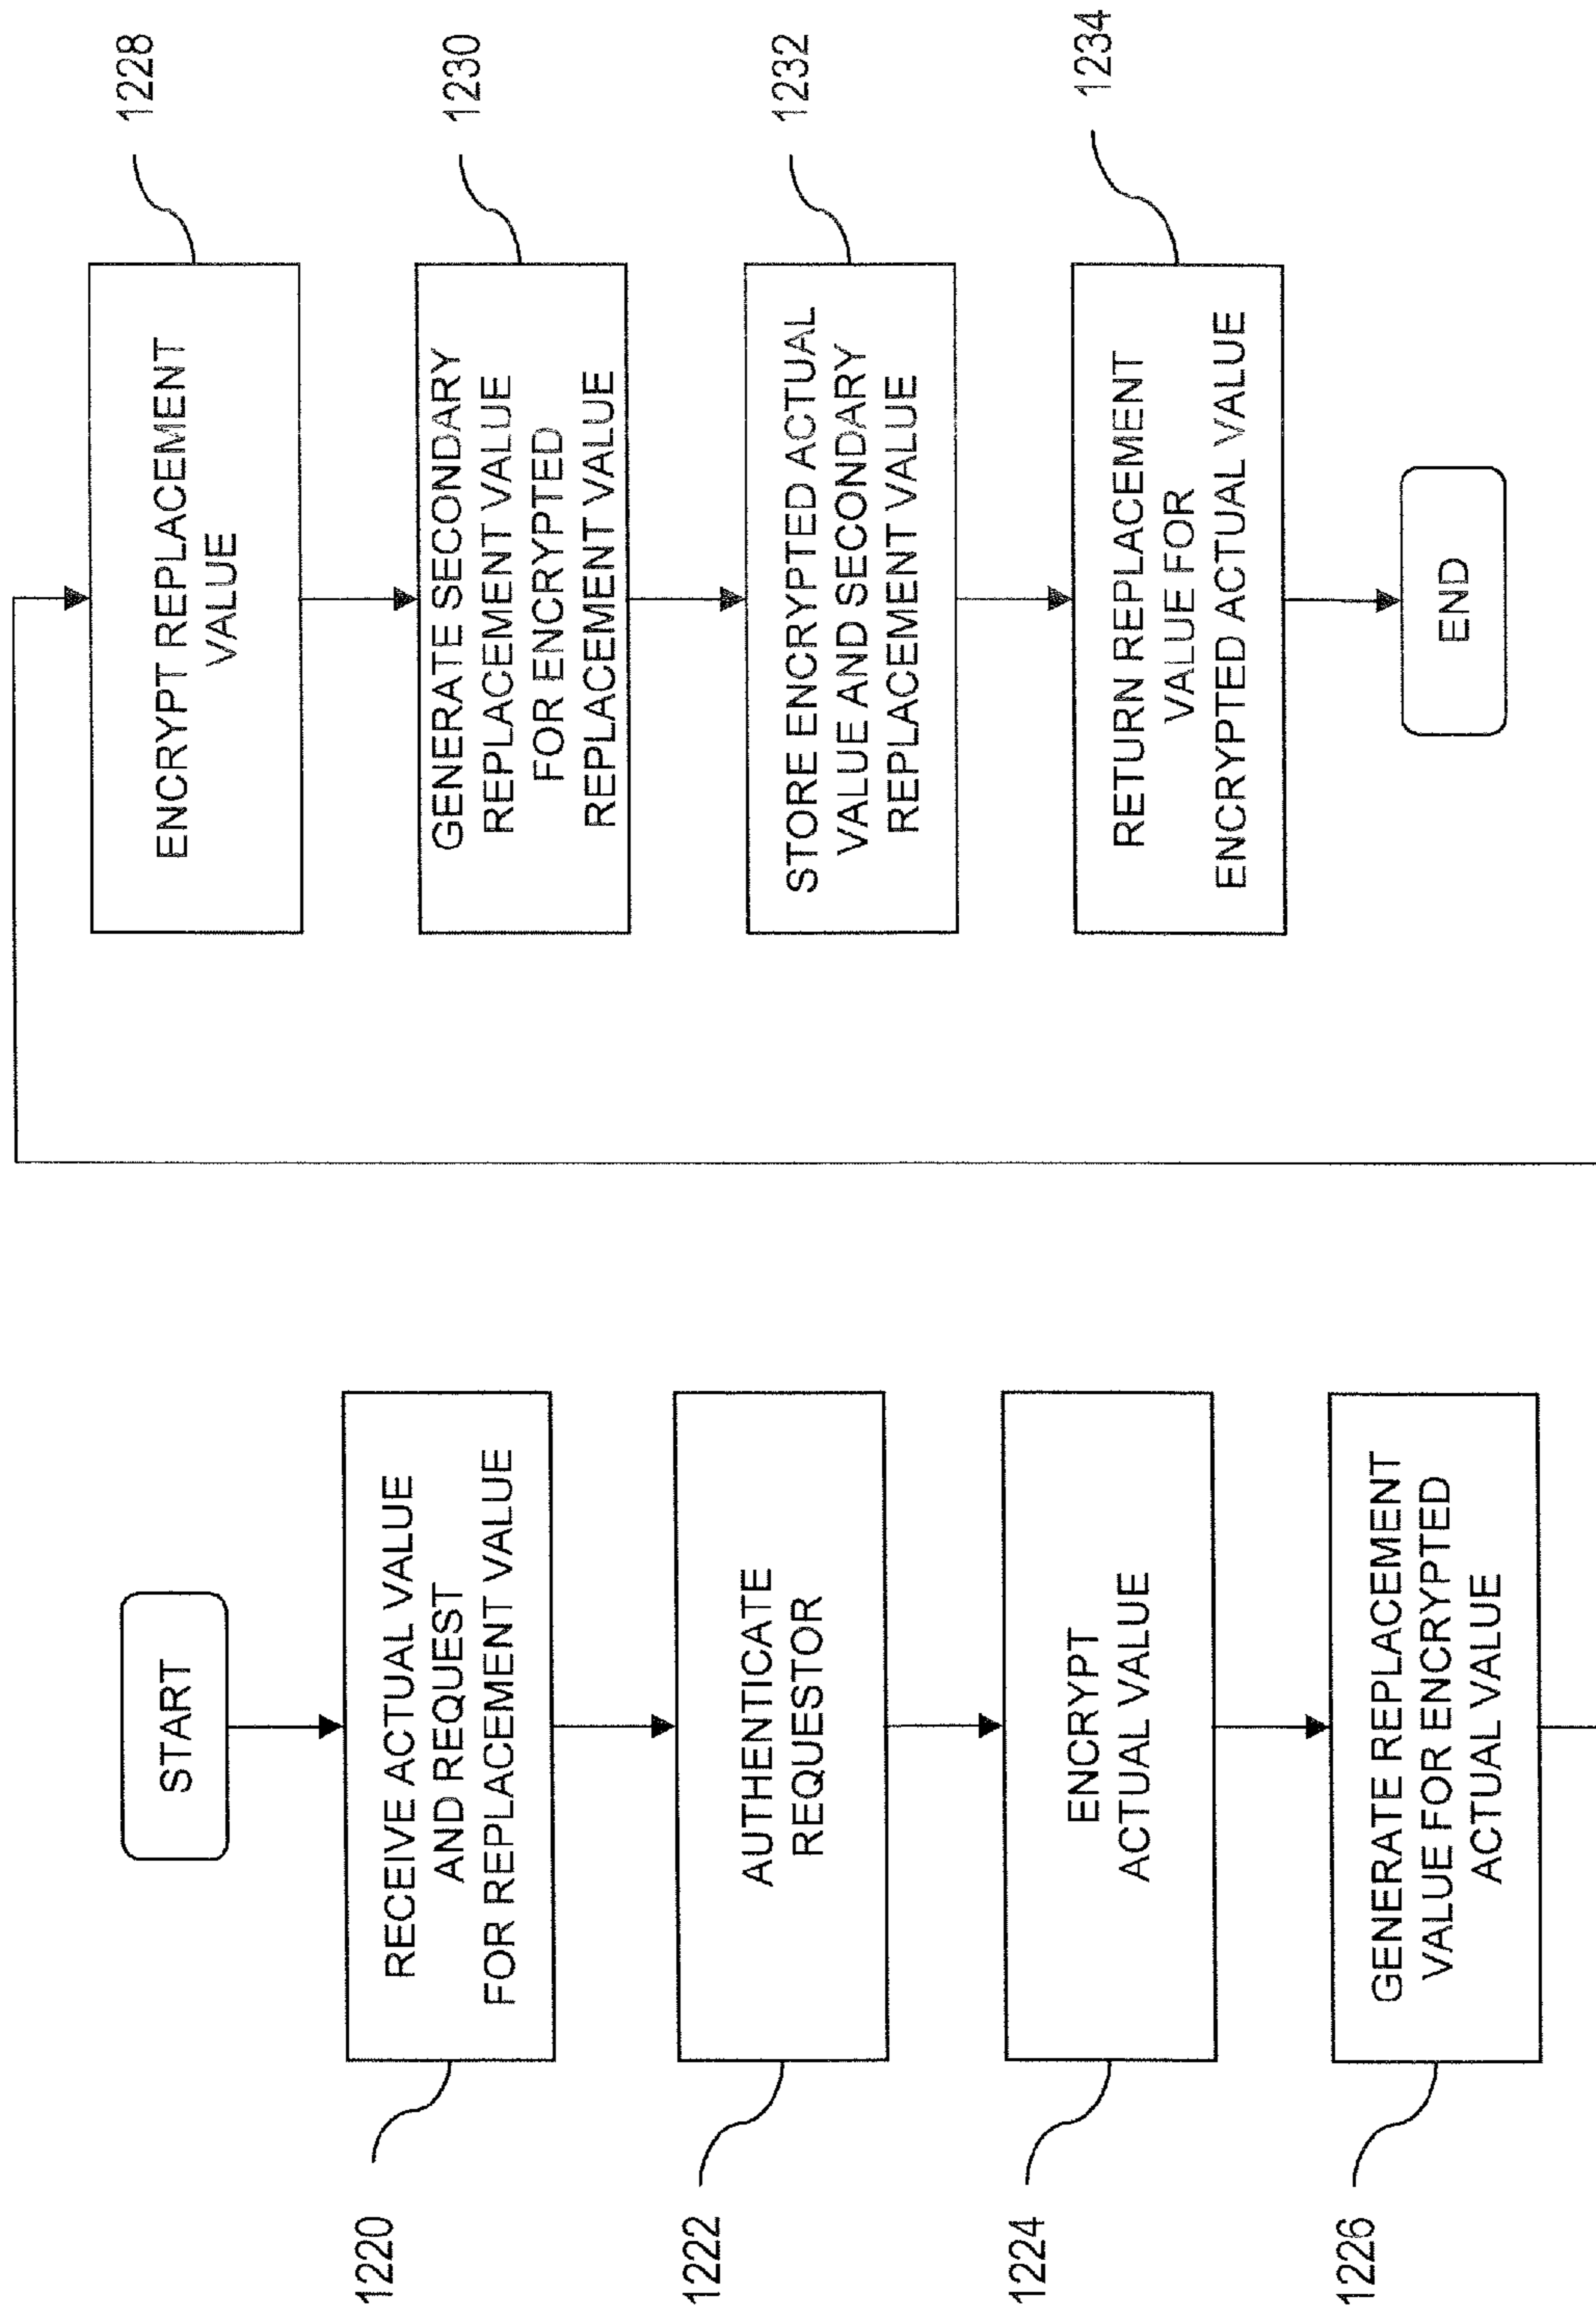 START
RECEIVE ACTUAL VALUE
AND REQUEST
FOR REPLACEMENT VALUE
1220
AUTHENTICATE
REQUESTOR
1222
ENCRYPT
ACTUAL VALUE
1224
GENERATE REPLACEMENT
VALUE FOR ENCRYPTED
ACTUAL VALUE
1226
ENCRYPT REPLACEMENT
VALUE
1228
GENERATE SECONDARY
REPLACEMENT VALUE
FOR ENCRYPTED
REPLACEMENT VALUE
1230
STORE ENCRYPTED ACTUAL
VALUE AND SECONDARY
REPLACEMENT VALUE
1232
RETURN REPLACEMENT
VALUE FOR
ENCRYPTED ACTUAL VALUE
1234
END